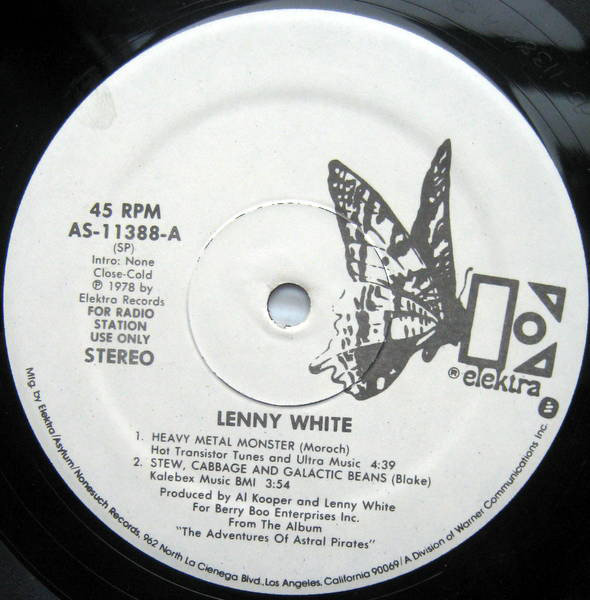 45 RPM
AS-11388-A
(SP)
Intro: None
Close-Cold
℗ 1978 by
Elektra Records
FOR RADIO
STATION
USE ONLY
STEREO
® elektra
LENNY WHITE
1. HEAVY METAL MONSTER (Moroch)
Hot Transistor Tunes and Ultra Music 4:39
2. STEW, CABBAGE AND GALACTIC BEANS (Blake)
Kalebex Music BMI 3:54
Produced by Al Kooper and Lenny White
For Berry Boo Enterprises Inc.
From The Album
"The Adventures Of Astral Pirates"
Mfg. by Elektra/Asylum/Nonesuch Records, 962 North La Cienega Blvd., Los Angeles, California 90069/A Division of Warner Communications Inc.